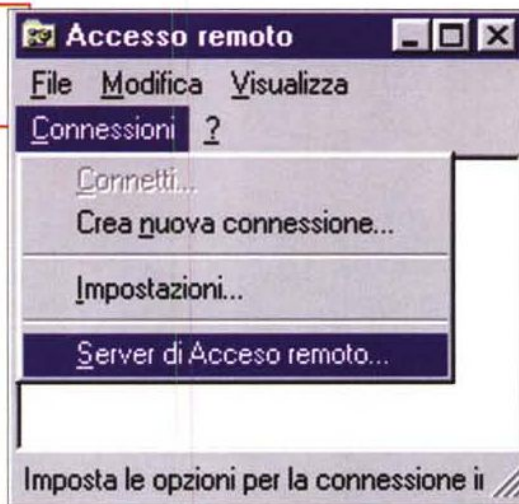 Accesso remoto
File Modifica Visualizza
Connessioni ?
Connetti...
Crea nuova connessione...
Impostazioni...
Server di Acceso remoto...
Imposta le opzioni per la connessione i